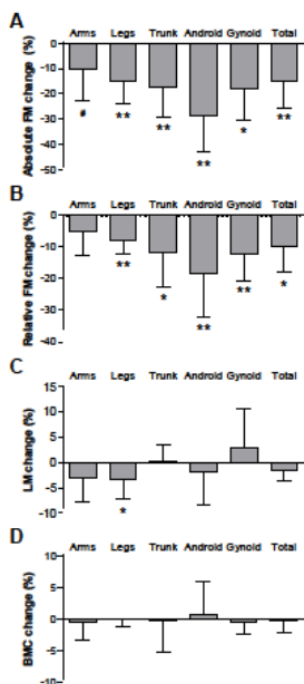 A
Arms Legs Trunk Android Gynoid Total
Absolute FM change (%)
0
-10
-20
-30
-40
-50
# ** ** ** * **
B
Arms Legs Trunk Android Gynoid Total
Relative FM change (%)
0
-10
-20
-30
-40
** * ** ** *
C
Arms Legs Trunk Android Gynoid Total
LM change (%)
15
10
5
0
-5
-10
*
D
Arms Legs Trunk Android Gynoid Total
BMC change (%)
10
5
0
-5
-10